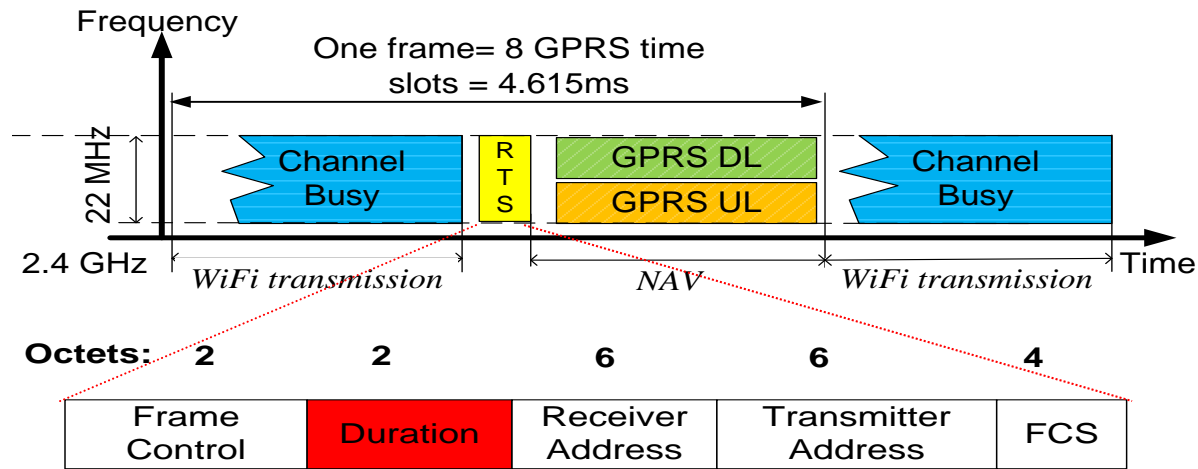 Frequency
One frame= 8 GPRS time
slots = 4.615ms
22 MHz
Channel
Busy
R
T
S
GPRS DL
GPRS UL
Channel
Busy
2.4 GHz
WiFi transmission
NAV
WiFi transmission
Time
Octets: 2 2 6 6 4
Frame
Control
Duration
Receiver
Address
Transmitter
Address
FCS